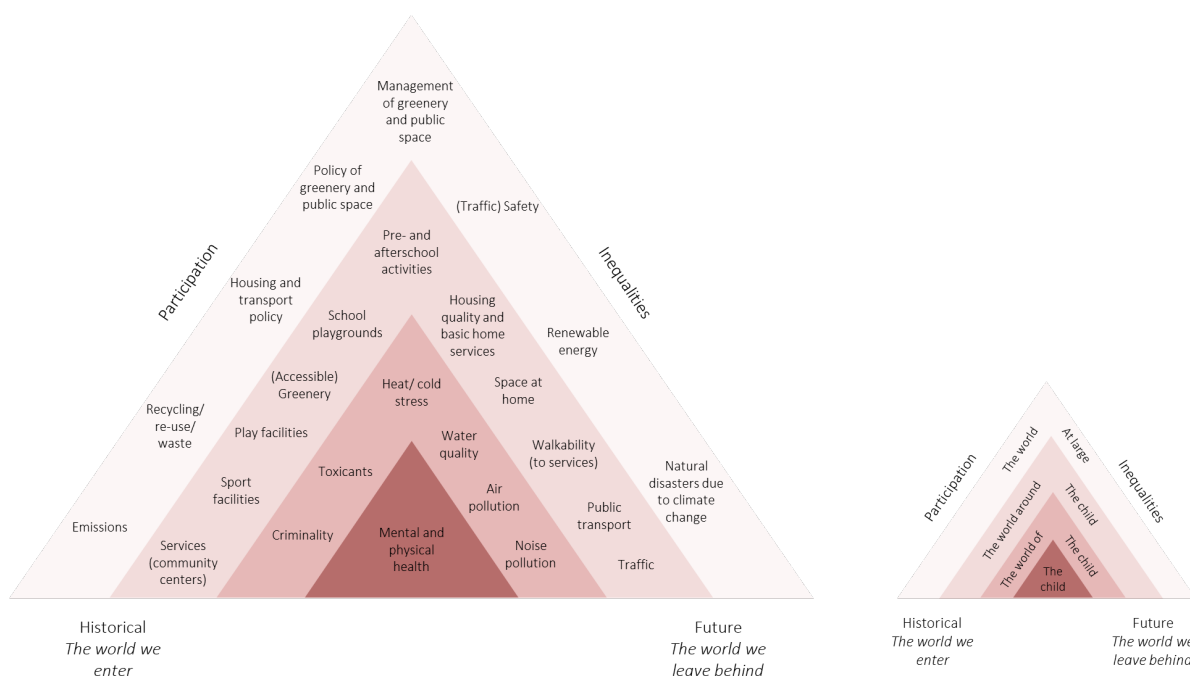 Management
of greenery
and public
space
Policy of
greenery and
public space
(Traffic) Safety
Participation
Inequalities
Pre- and
afterschool
activities
Housing and
transport
policy
School
playgrounds
Housing
quality and
basic home
services
Renewable
energy
(Accessible)
Greenery
Heat/ cold
stress
Space at
home
Recycling/
re-use/
waste
Play facilities
Water
quality
Walkability
(to services)
Toxicants
Sport
facilities
Air
pollution
Natural
disasters due
to climate
change
Public
transport
Emissions
Criminality
Mental and
physical
health
Noise
pollution
Services
(community
centers)
Traffic
Historical
The world we
enter
Future
The world we
leave behind
Participation
Inequalities
The world
At large
The world around
The child
The world of
The child
The
child
Historical
The world we
enter
Future
The world we
leave behind